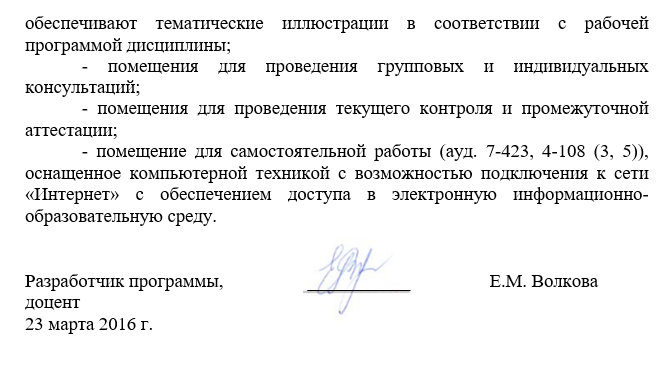 обеспечивают тематические иллюстрации в соответствии с рабочей
программой дисциплины;
- помещения для проведения групповых и индивидуальных
консультаций;
- помещения для проведения текущего контроля и промежуточной
аттестации;
- помещение для самостоятельной работы (ауд. 7-423, 4-108 (3, 5)),
оснащенное компьютерной техникой с возможностью подключения к сети
«Интернет» с обеспечением доступа в электронную информационно-
образовательную среду.
Разработчик программы, Е.М. Волкова
доцент
23 марта 2016 г.